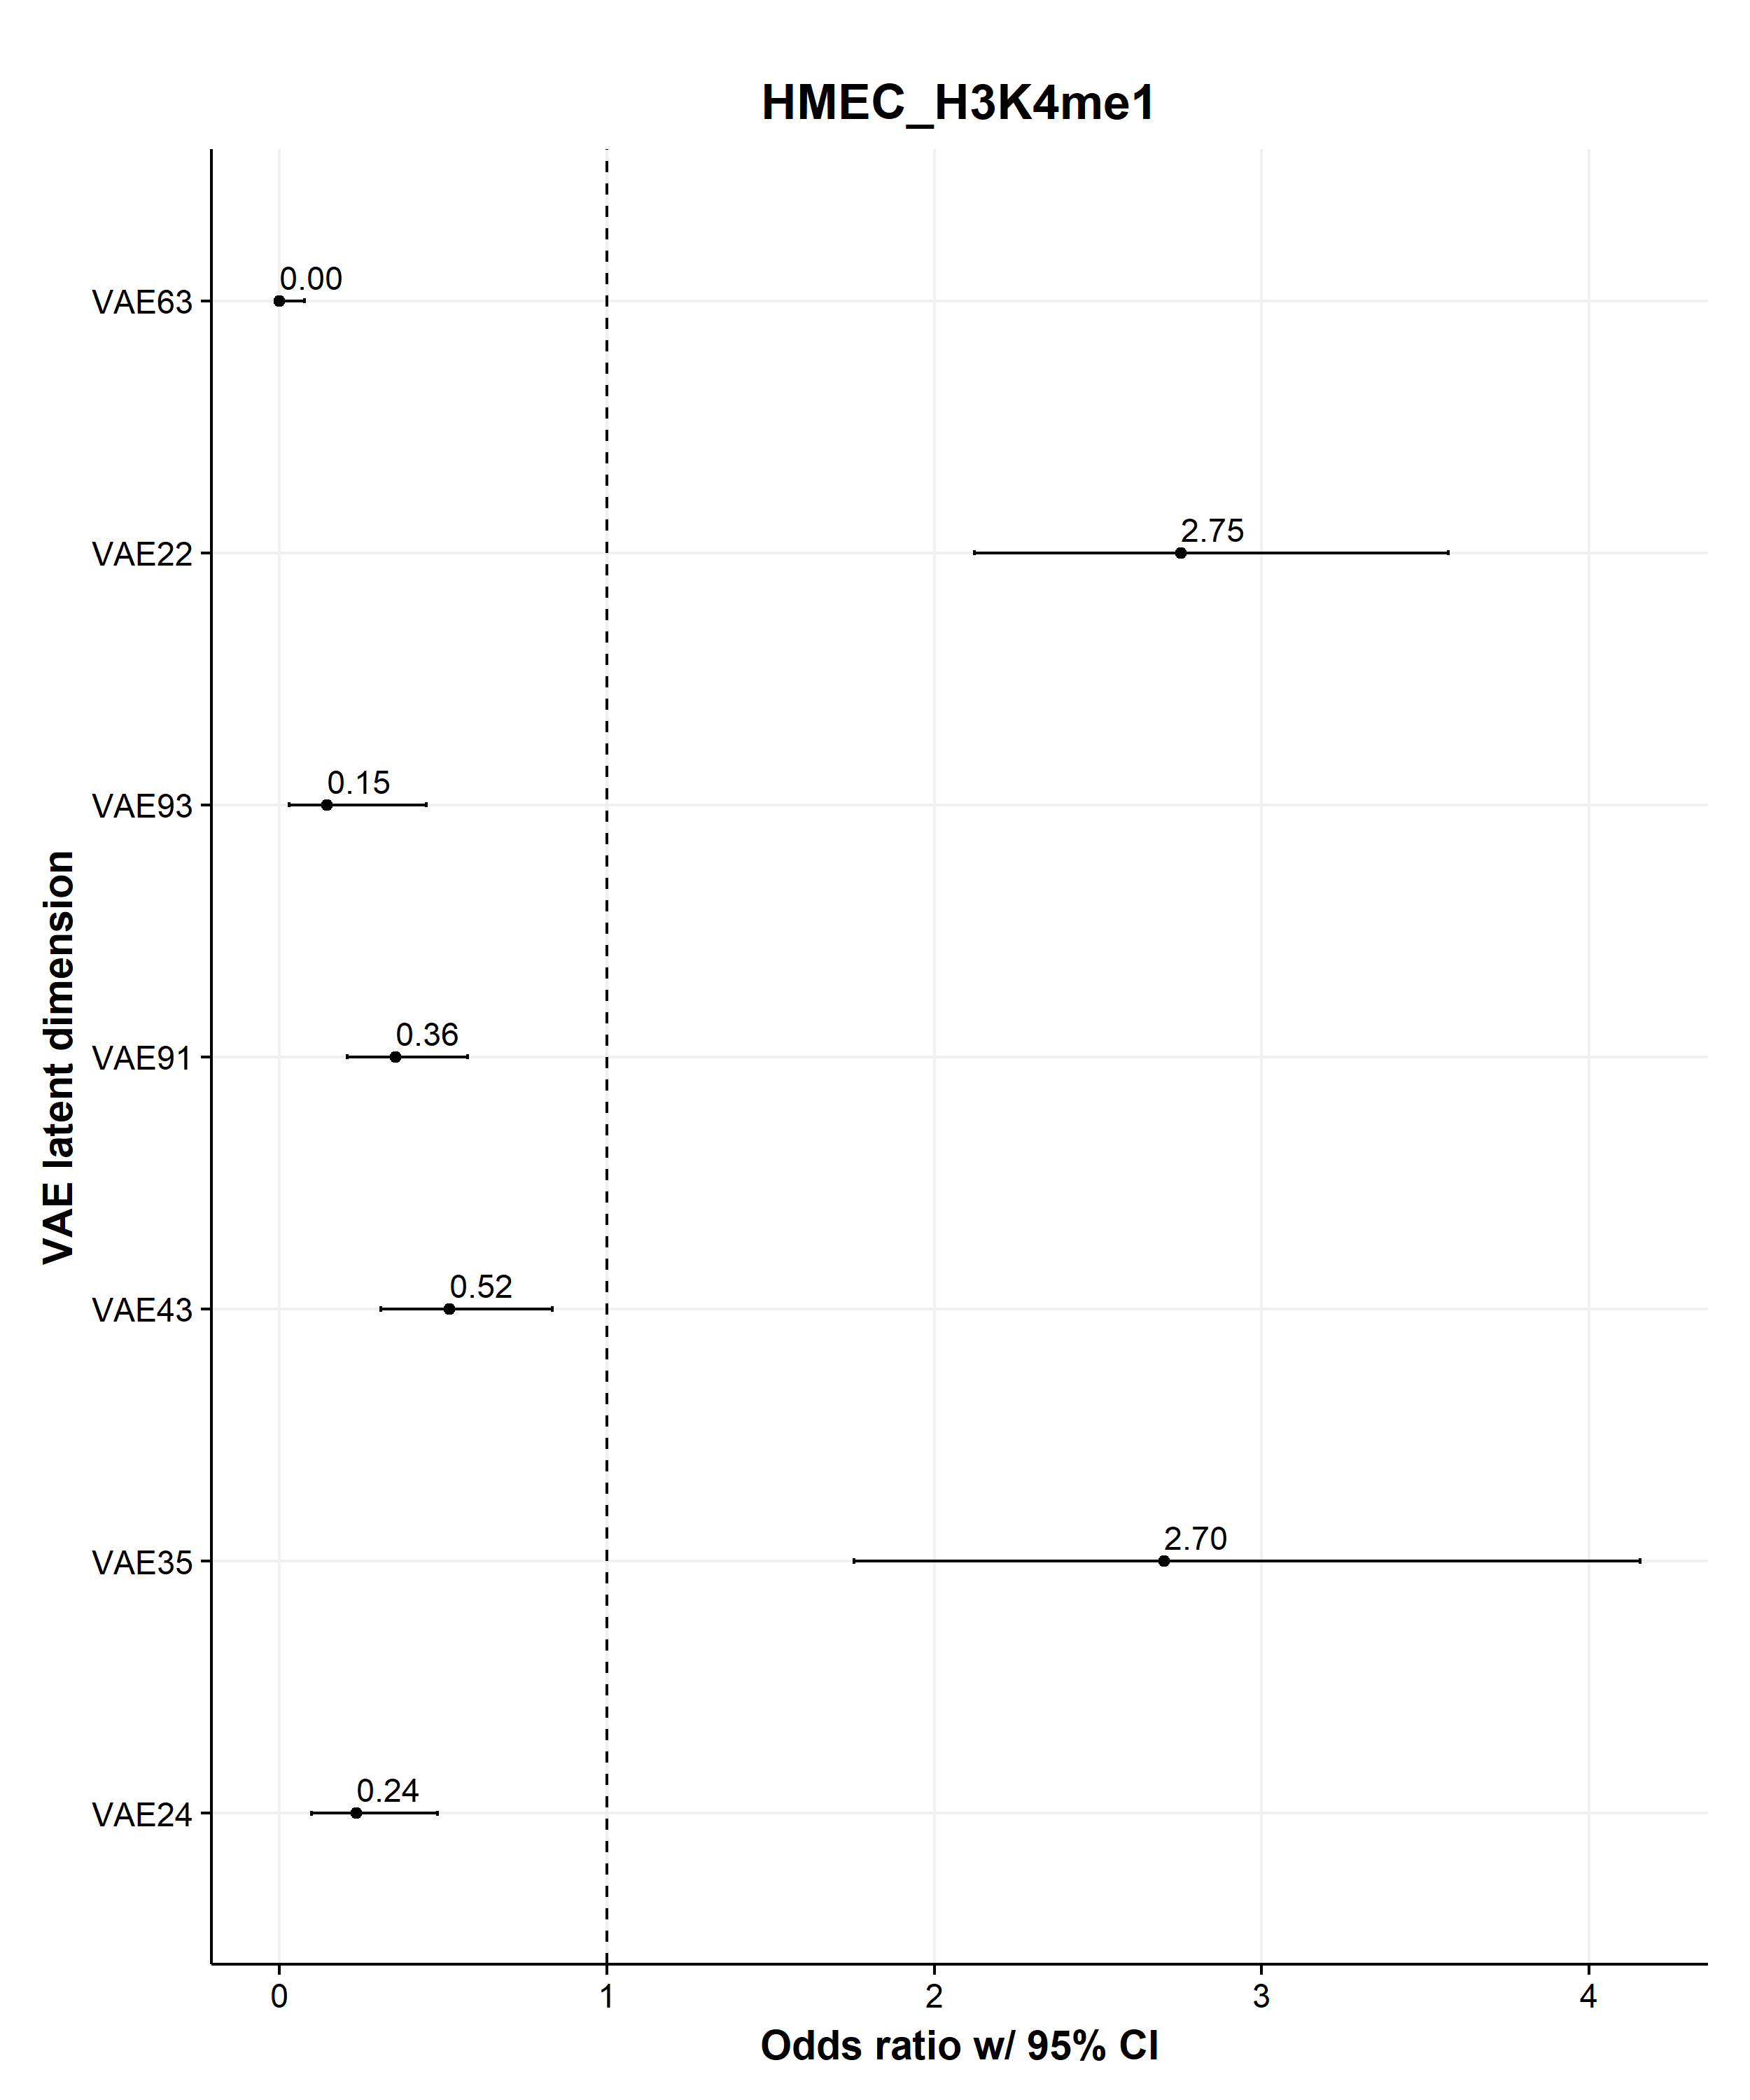 HMEC_H3K4me1
VAE latent dimension
VAE63
0.00
VAE22
2.75
VAE93
0.15
VAE91
0.36
VAE43
0.52
VAE35
2.70
VAE24
0.24
0 1 2 3 4
Odds ratio w/ 95% CI